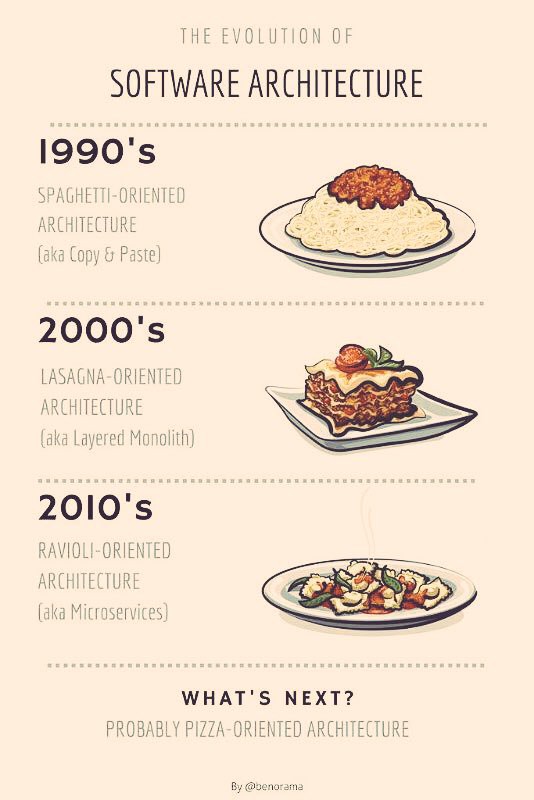 THE EVOLUTION OF
SOFTWARE ARCHITECTURE
1990's
SPAGHETTI-ORIENTED
ARCHITECTURE
(aka Copy & Paste)
2000's
LASAGNA-ORIENTED
ARCHITECTURE
(aka Layered Monolith)
2010's
RAVIOLI-ORIENTED
ARCHITECTURE
(aka Microservices)
WHAT'S NEXT?
PROBABLY PIZZA-ORIENTED ARCHITECTURE
By @benorama